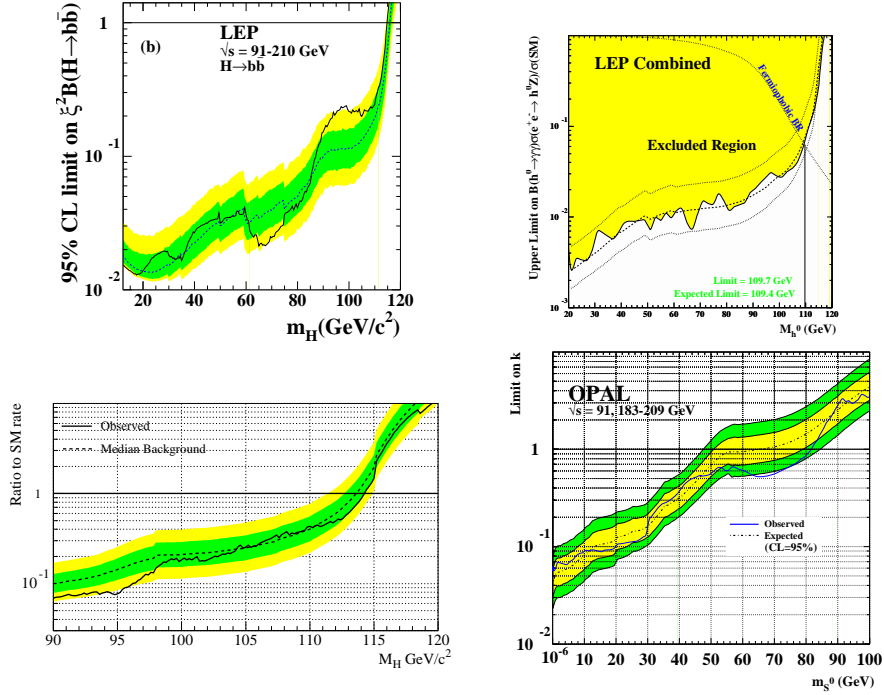 95% CL limit on ξ²B(H→bb̄)
1
10⁻¹
10⁻²
(b)
LEP
√s = 91-210 GeV
H→bb̄
20 40 60 80 100 120
m_H(GeV/c²)
Upper Limit on B(h⁰→γγ)σ(e⁺e⁻→ h⁰Z)/σ(SM)
1
10⁻¹
10⁻²
10⁻³
LEP Combined
Fermiophobic BR
Excluded Region
Limit = 109.7 GeV
Expected Limit = 109.4 GeV
20 30 40 50 60 70 80 90 100 110 120
M_h⁰ (GeV)
Ratio to SM rate
1
10⁻¹
Observed
Median Background
90 95 100 105 110 115 120
M_H GeV/c²
Limit on k
1
10⁻¹
10⁻²
OPAL
√s = 91, 183-209 GeV
Observed
Expected
(CL=95%)
10⁻⁶ 10 20 30 40 50 60 70 80 90 100
m_S⁰ (GeV)